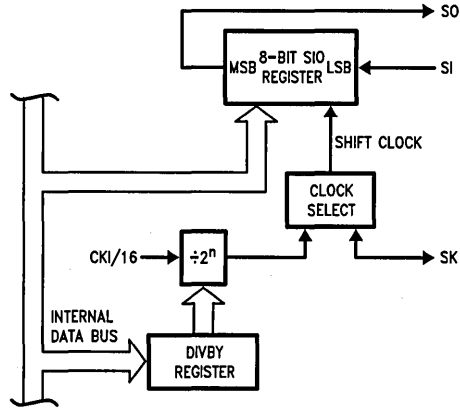 SO
8-BIT SIO
MSB REGISTER LSB
SI
SHIFT CLOCK
CLOCK
SELECT
CKI/16
÷2ⁿ
SK
INTERNAL
DATA BUS
DIVBY
REGISTER